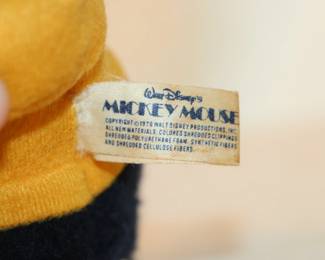 Walt Disney's
MICKEY MOUSE
COPYRIGHT © 1976 WALT DISNEY PRODUCTIONS, INC.
ALL NEW MATERIALS, COLORED SHREDDED CLIPPINGS
SHREDDED POLYURETHANE FOAM, SYNTHETIC FIBERS
AND SHREDDED CELLULOSE FIBERS.